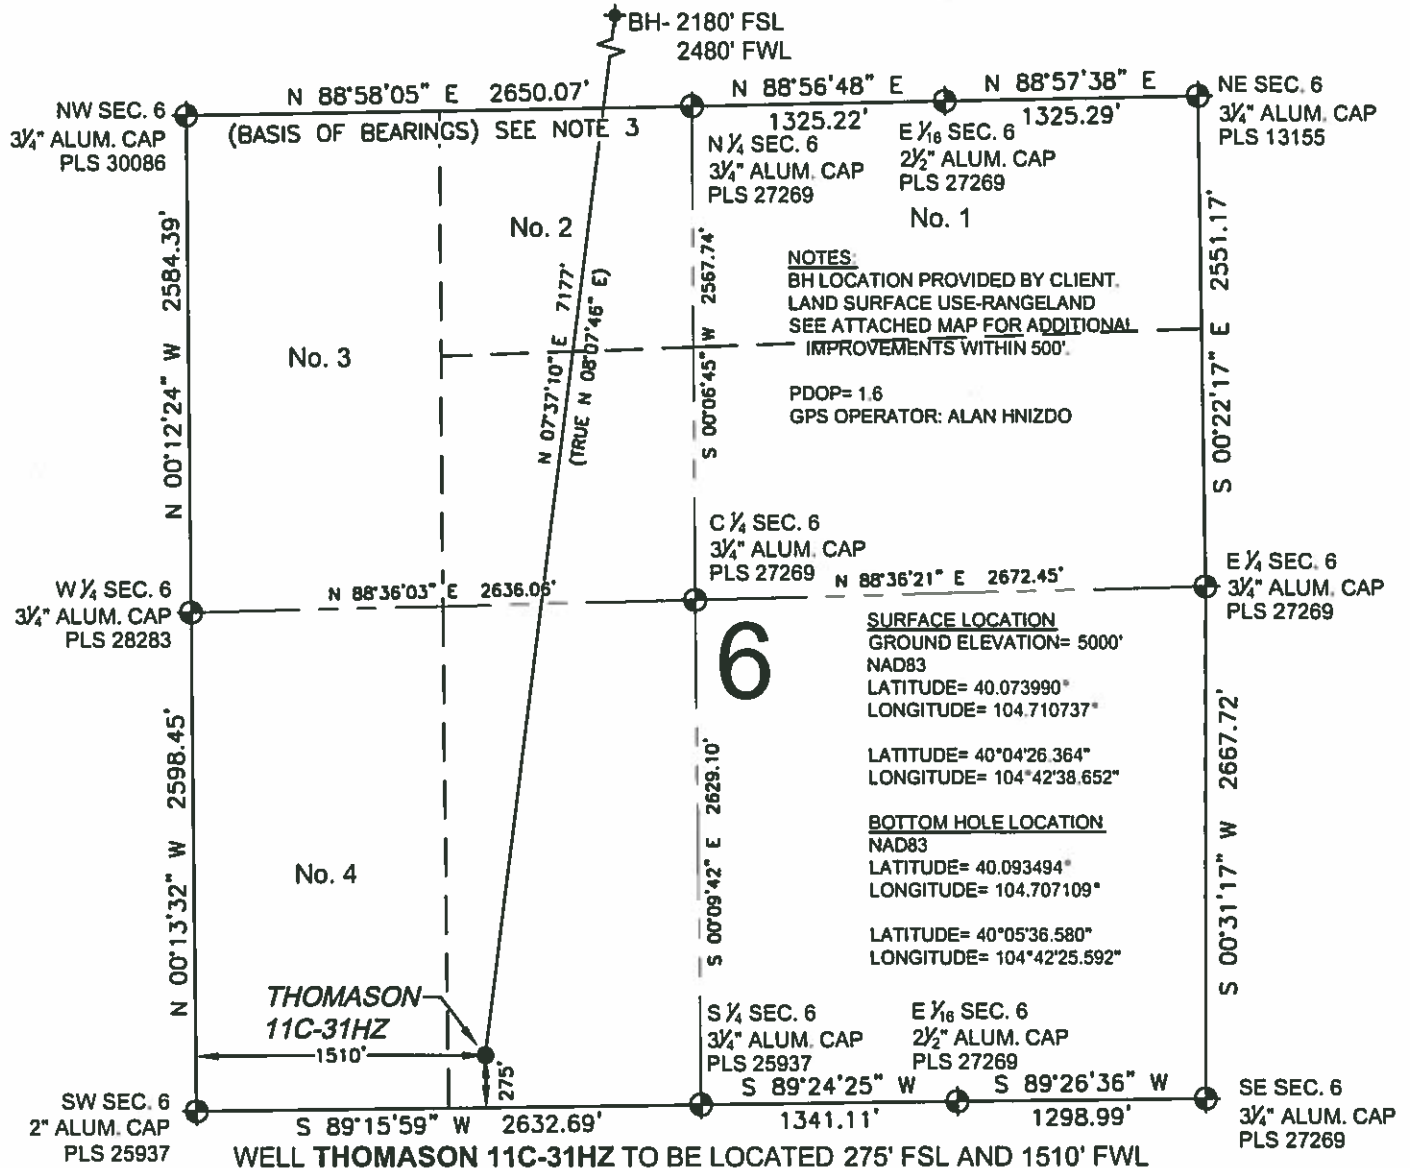 BH- 2180' FSL
2480' FWL
N 88°58'05" E 2650.07'
(BASIS OF BEARINGS) SEE NOTE 3
N 88°56'48" E
1325.22'
N 88°57'38" E
1325.29'
NW SEC. 6
3¼" ALUM. CAP
PLS 30086
N ¼ SEC. 6
3¼" ALUM. CAP
PLS 27269
E ¹⁄₁₆ SEC. 6
2½" ALUM. CAP
PLS 27269
NE SEC. 6
3¼" ALUM. CAP
PLS 13155
No. 2
No. 1
N 00°12'24" W 2584.39'
No. 3
N 07°37'10" E 7177'
(TRUE N 08°07'46" E)
S 00°06'45" W 2567.74'
NOTES:
BH LOCATION PROVIDED BY CLIENT.
LAND SURFACE USE-RANGELAND
SEE ATTACHED MAP FOR ADDITIONAL
IMPROVEMENTS WITHIN 500'.
PDOP= 1.6
GPS OPERATOR: ALAN HNIZDO
S 00°22'17" E 2551.17'
W ¼ SEC. 6
3¼" ALUM. CAP
PLS 28283
N 88°36'03" E 2636.06'
C ¼ SEC. 6
3¼" ALUM. CAP
PLS 27269
N 88°36'21" E 2672.45'
E ¼ SEC. 6
3¼" ALUM. CAP
PLS 27269
6
SURFACE LOCATION
GROUND ELEVATION= 5000'
NAD83
LATITUDE= 40.073990°
LONGITUDE= 104.710737°
LATITUDE= 40°04'26.364"
LONGITUDE= 104°42'38.652"
BOTTOM HOLE LOCATION
NAD83
LATITUDE= 40.093494°
LONGITUDE= 104.707109°
LATITUDE= 40°05'36.580"
LONGITUDE= 104°42'25.592"
N 00°13'32" W 2598.45'
No. 4
S 00°09'42" E 2629.10'
S 00°31'17" W 2667.72'
THOMASON
11C-31HZ
1510'
275'
S ¼ SEC. 6
3¼" ALUM. CAP
PLS 25937
E ¹⁄₁₆ SEC. 6
2½" ALUM. CAP
PLS 27269
SW SEC. 6
2" ALUM. CAP
PLS 25937
S 89°15'59" W 2632.69'
S 89°24'25" W
1341.11'
S 89°26'36" W
1298.99'
SE SEC. 6
3¼" ALUM. CAP
PLS 27269
WELL THOMASON 11C-31HZ TO BE LOCATED 275' FSL AND 1510' FWL